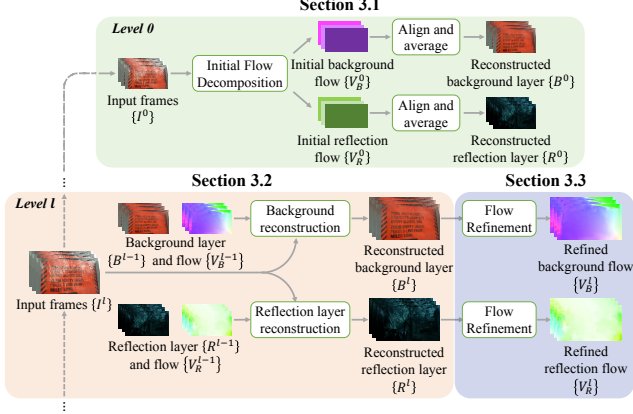 Section 3.1
Level 0
Input frames
{I⁰}
Initial Flow
Decomposition
Initial background
flow {V_B^0}
Align and
average
Reconstructed
background layer {B⁰}
Initial reflection
flow {V_R^0}
Align and
average
Reconstructed
reflection layer {R⁰}
Section 3.2
Section 3.3
Level l
Input frames {I^l}
Background layer
{B^{l-1}} and flow {V_B^{l-1}}
Background
reconstruction
Reconstructed
background layer
{B^l}
Flow
Refinement
Refined
background flow
{V_B^l}
Reflection layer {R^{l-1}}
and flow {V_R^{l-1}}
Reflection layer
reconstruction
Reconstructed
reflection layer
{R^l}
Flow
Refinement
Refined
reflection flow
{V_R^l}